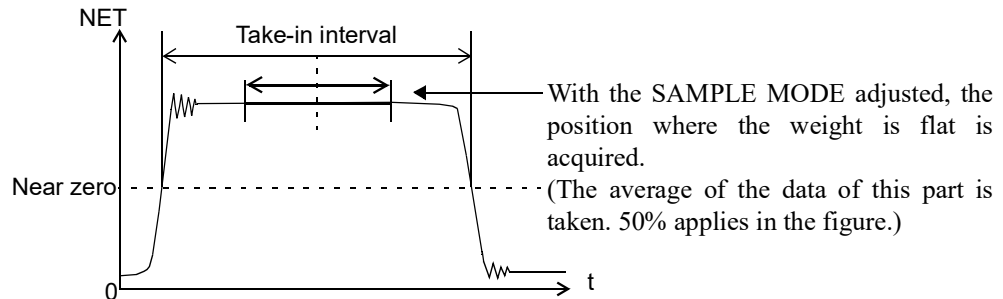 NET
Take-in interval
With the SAMPLE MODE adjusted, the
position where the weight is flat is
acquired.
Near zero
(The average of the data of this part is
taken. 50% applies in the figure.)
0
t